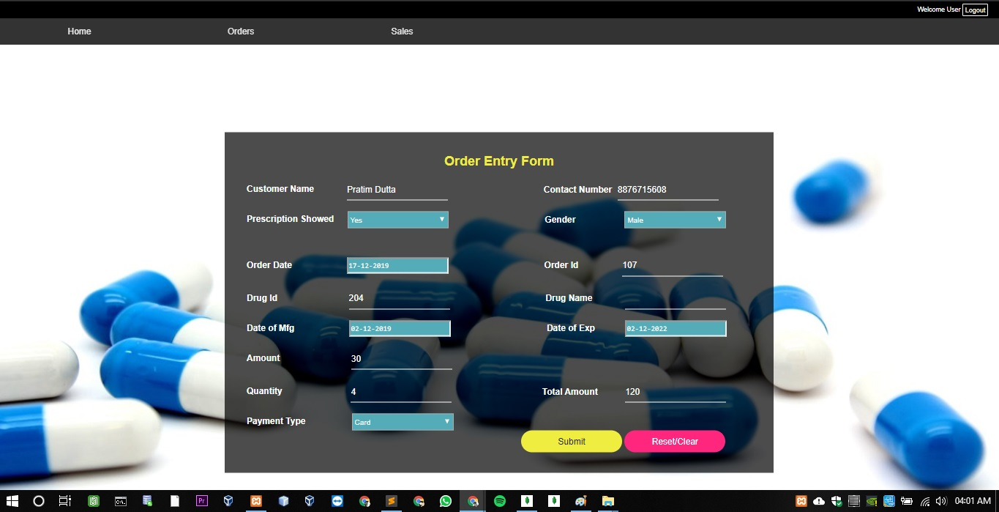 Welcome User Logout
Home Orders Sales
Order Entry Form
Customer Name Pratim Dutta Contact Number 8876715608
Prescription Showed Yes Gender Male
Order Date 17-12-2019 Order Id 107
Drug Id 204 Drug Name
Date of Mfg 02-12-2019 Date of Exp 02-12-2022
Amount 30
Quantity 4 Total Amount 120
Payment Type Card
Submit Reset/Clear
Pr 04:01 AM